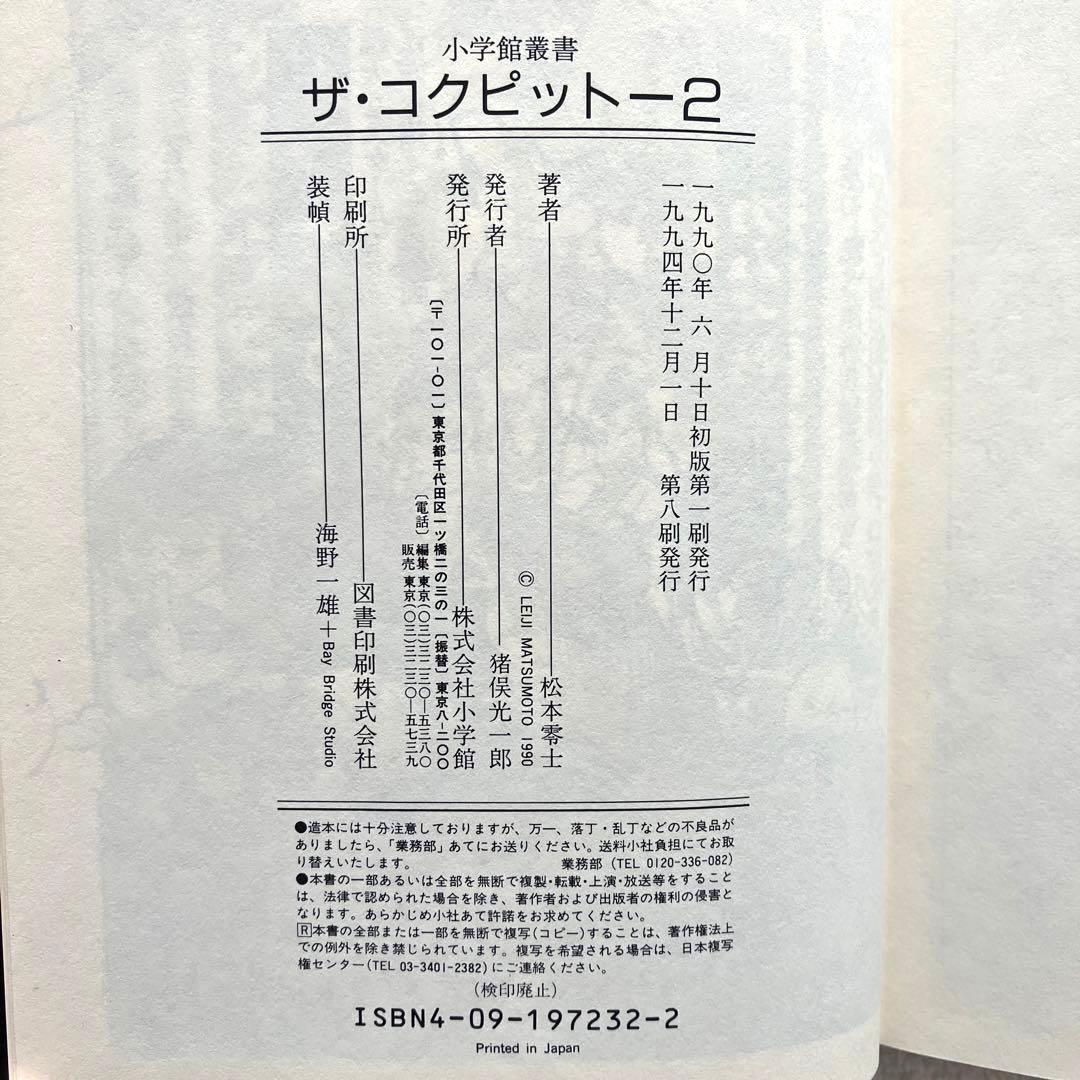 小学館叢書
ザ・コクピットー2
一九九〇年 六 月十日初版第一刷発行
一九九四年十二月一日 第八刷発行
著者 松本零士
© LEIJI MATSUMOTO 1990
発行者 猪俣光一郎
発行所 株式会社小学館
〔〒一〇一-〇一〕東京都千代田区一ツ橋二の三の一〔振替〕東京八-二〇〇
〔電話〕編集 東京(〇三)三二三〇-五三八〇
販売 東京(〇三)三二三〇-五七三九
印刷所 図書印刷株式会社
装幀 海野一雄+Bay Bridge Studio
●造本には十分注意しておりますが、万一、落丁・乱丁などの不良品が
ありましたら、「業務部」あてにお送りください。送料小社負担にてお取
り替えいたします。 業務部 (TEL 0120-336-082)
●本書の一部あるいは全部を無断で複製・転載・上演・放送等をすること
は、法律で認められた場合を除き、著作者および出版者の権利の侵害と
なります。あらかじめ小社あて許諾をお求めてください。
R本書の全部または一部を無断で複写(コピー)することは、著作権法上
での例外を除き禁じられています。複写を希望される場合は、日本複写
権センター(TEL 03-3401-2382)にご連絡ください。
(検印廃止)
ISBN4-09-197232-2
Printed in Japan